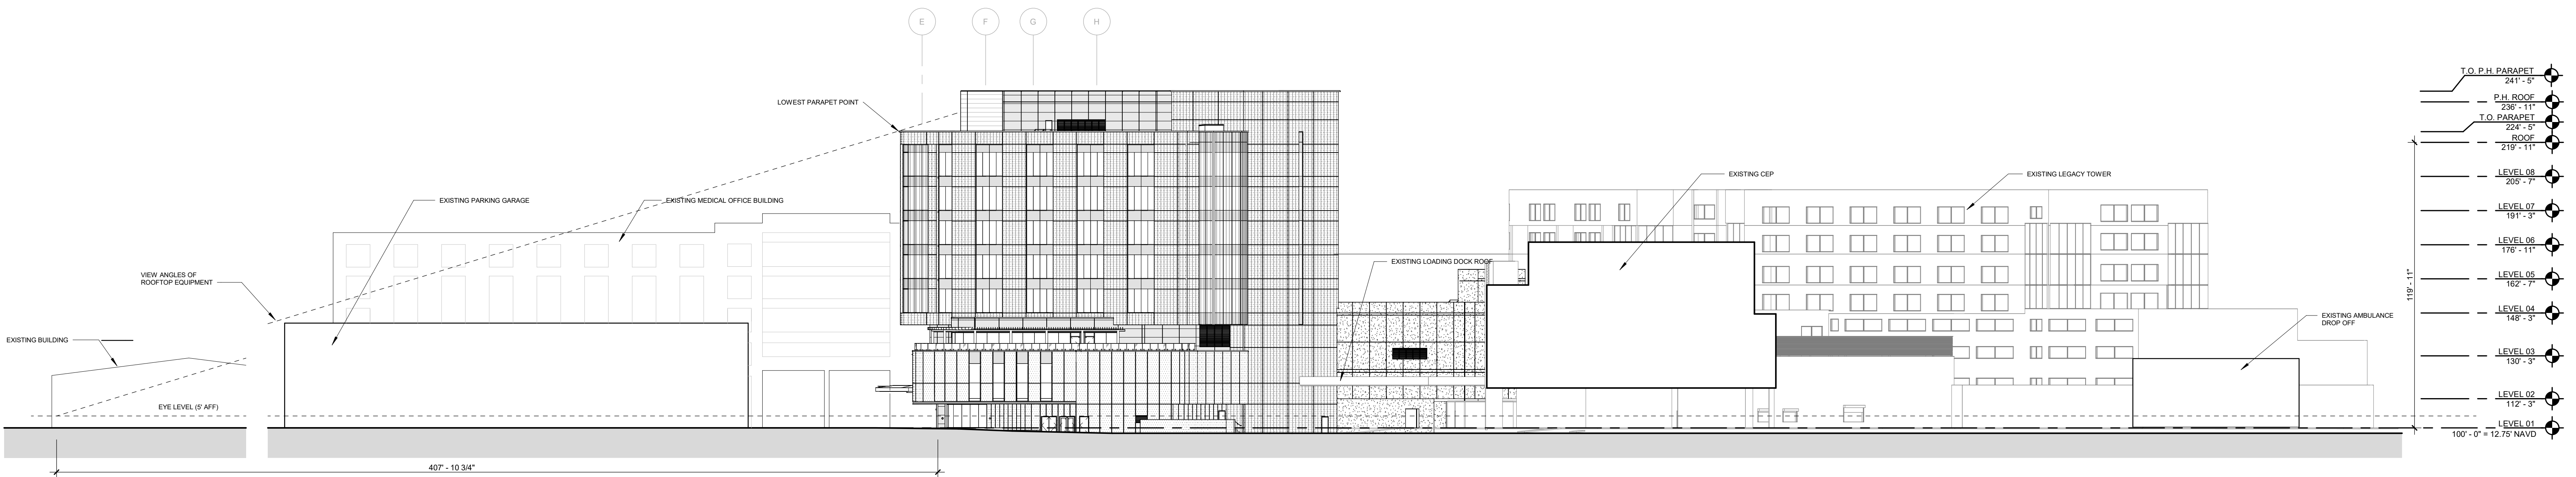 E
F
G
H
T.O. P.H. PARAPET
241' - 5"
P.H. ROOF
236' - 11"
T.O. PARAPET
224' - 5"
ROOF
219' - 11"
LEVEL 08
205' - 7"
LEVEL 07
191' - 3"
LEVEL 06
176' - 11"
LEVEL 05
162' - 7"
LEVEL 04
148' - 3"
LEVEL 03
130' - 3"
LEVEL 02
112' - 3"
LEVEL 01
100' - 0" = 12.75' NAVD
119' - 11"
LOWEST PARAPET POINT
EXISTING PARKING GARAGE
EXISTING MEDICAL OFFICE BUILDING
EXISTING CEP
EXISTING LEGACY TOWER
VIEW ANGLES OF
ROOFTOP EQUIPMENT
EXISTING LOADING DOCK ROOF
EXISTING BUILDING
EXISTING AMBULANCE
DROP OFF
EYE LEVEL (5' AFF)
407' - 10 3/4"